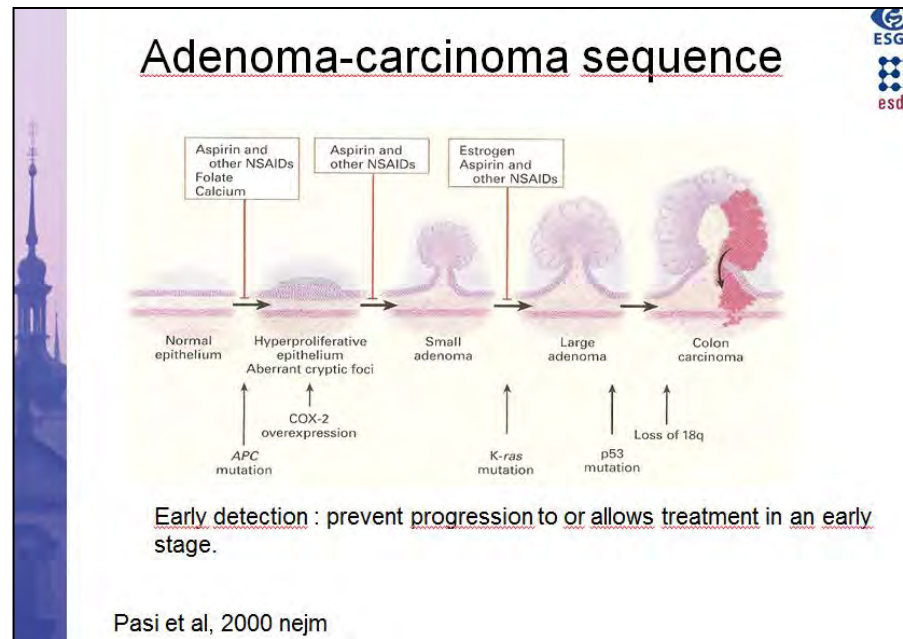 Adenoma-carcinoma sequence
ESG
esd
Aspirin and
other NSAIDs
Folate
Calcium
Aspirin and
other NSAIDs
Estrogen
Aspirin and
other NSAIDs
Normal
epithelium
Hyperproliferative
epithelium
Aberrant cryptic foci
Small
adenoma
Large
adenoma
Colon
carcinoma
APC
mutation
COX-2
overexpression
K-ras
mutation
p53
mutation
Loss of 18q
Early detection : prevent progression to or allows treatment in an early
stage.
Pasi et al, 2000 nejm